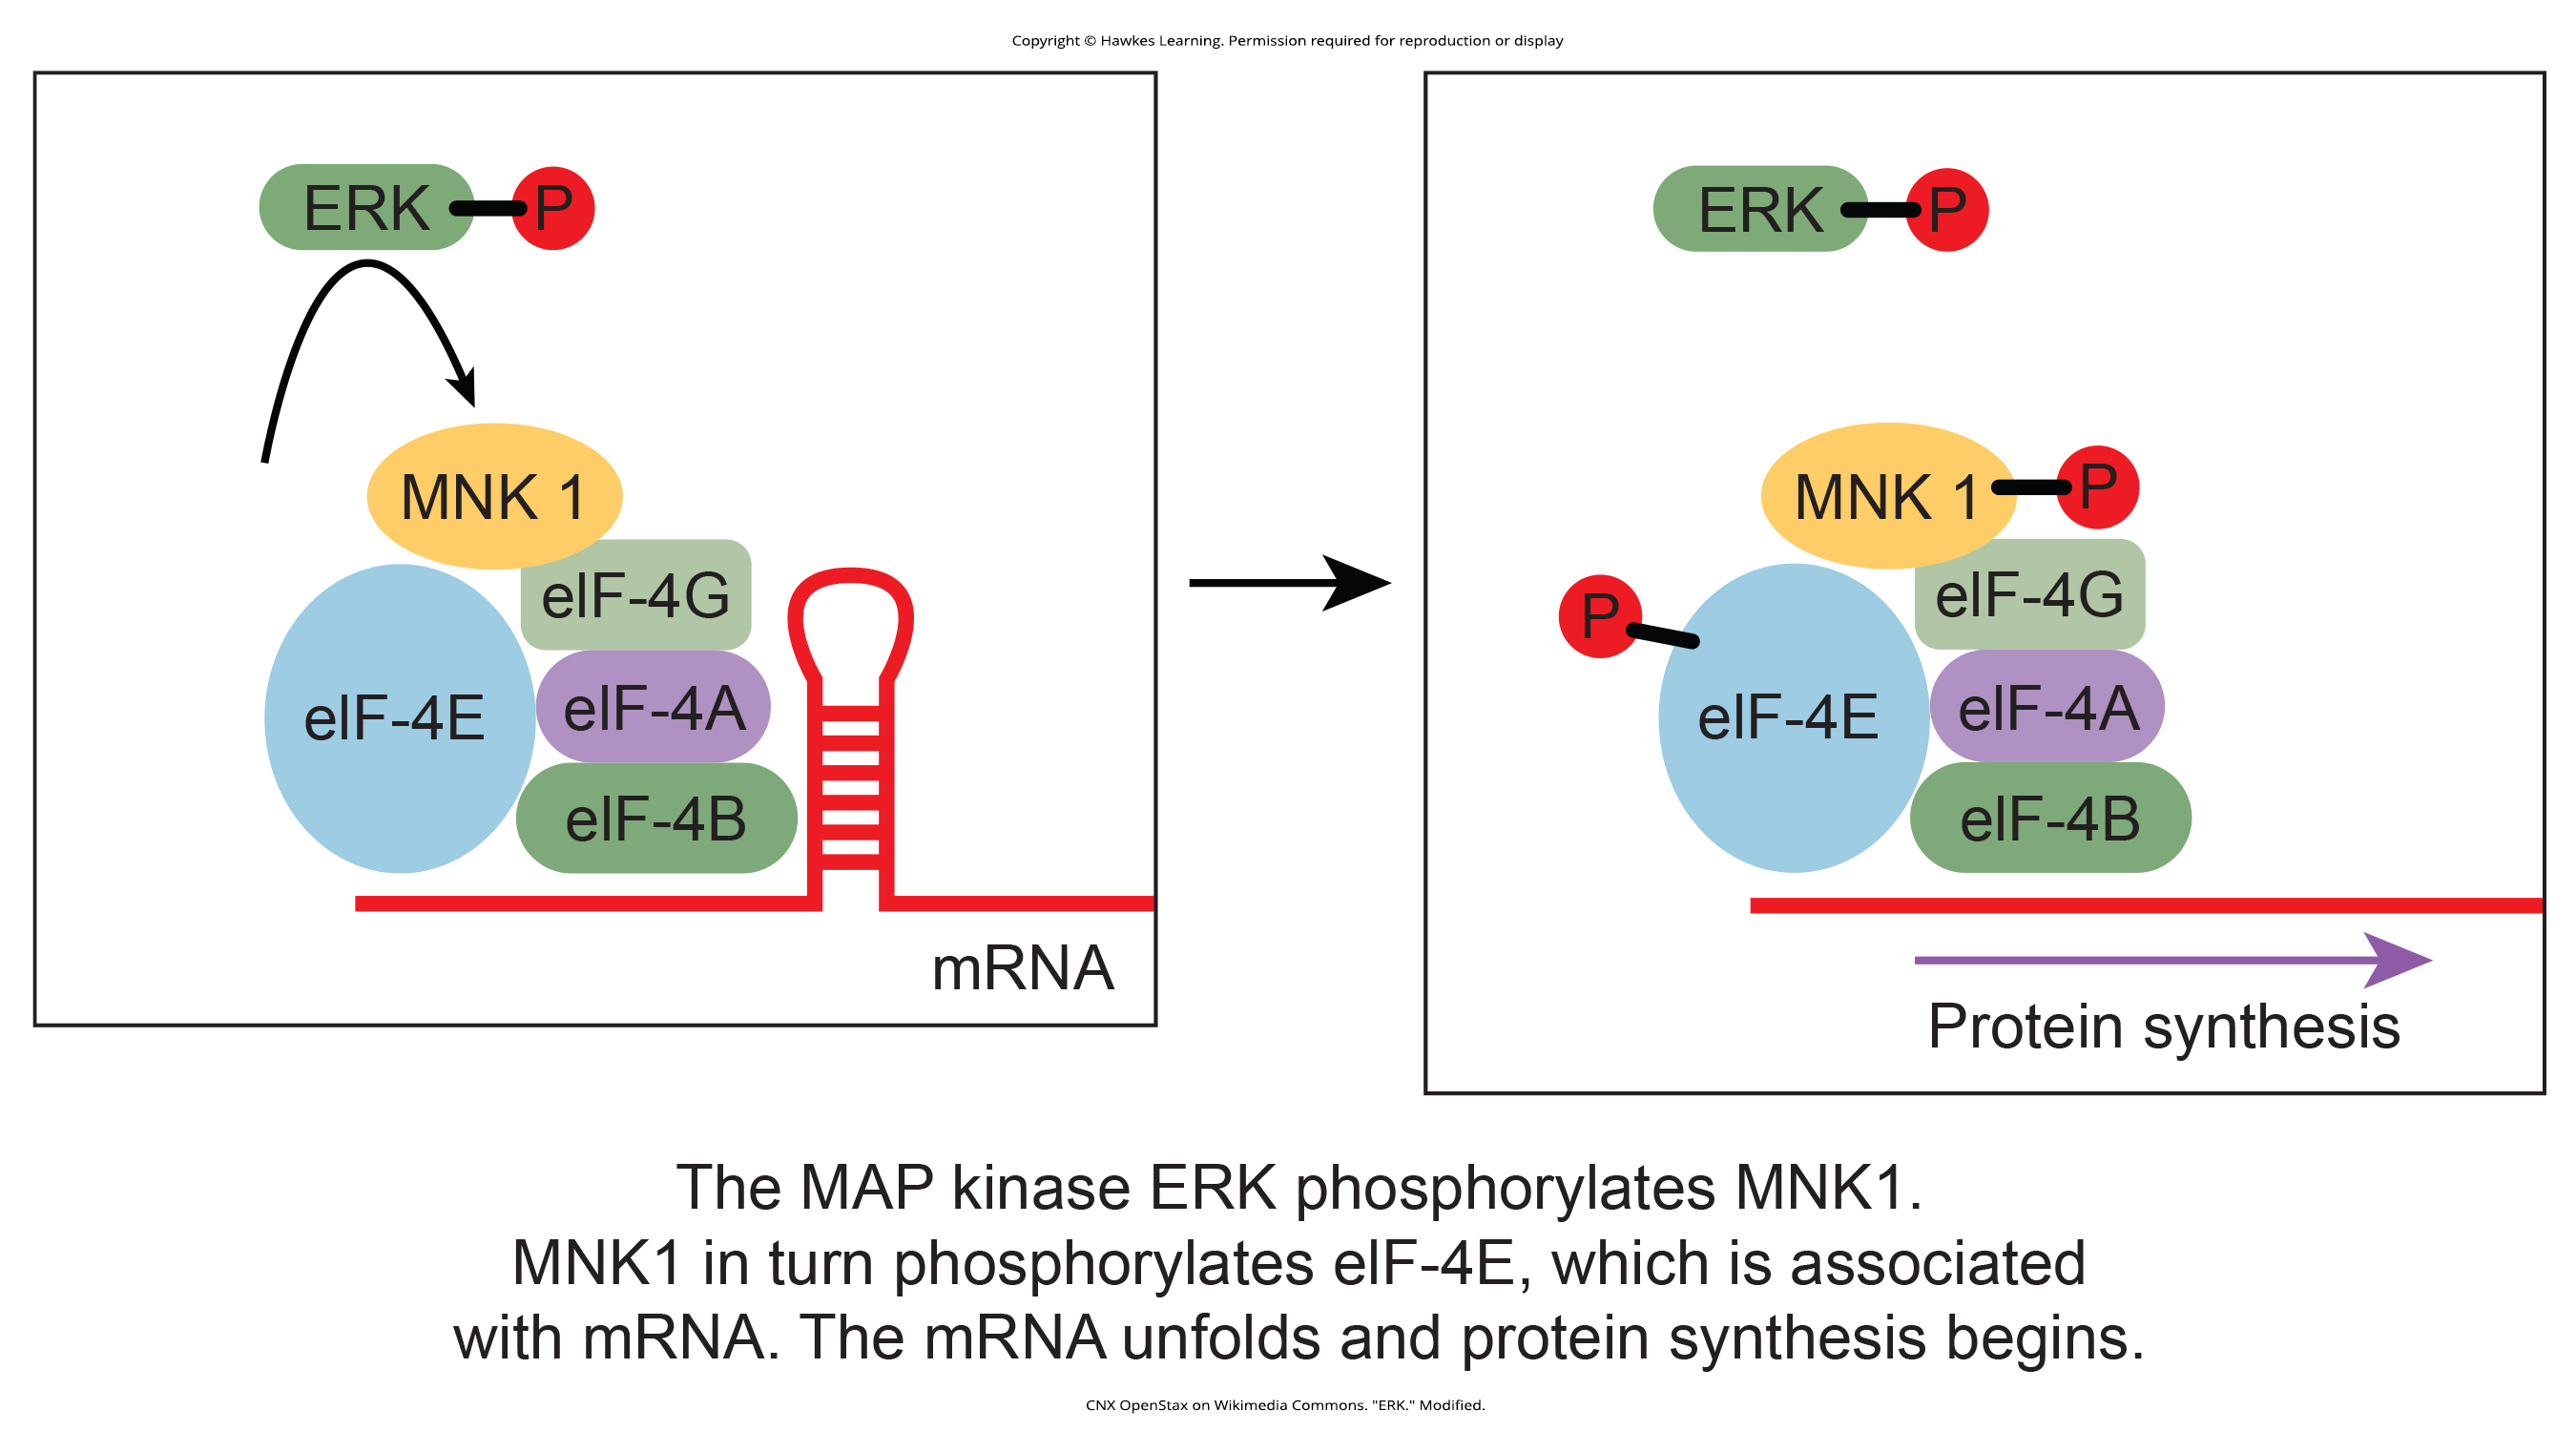 Copyright © Hawkes Learning. Permission required for reproduction or display
ERK P
MNK 1
eIF-4G
eIF-4E
eIF-4A
eIF-4B
mRNA
ERK P
MNK 1 P
P
eIF-4G
eIF-4E
eIF-4A
eIF-4B
Protein synthesis
The MAP kinase ERK phosphorylates MNK1.
MNK1 in turn phosphorylates eIF-4E, which is associated
with mRNA. The mRNA unfolds and protein synthesis begins.
CNX OpenStax on Wikimedia Commons. "ERK." Modified.